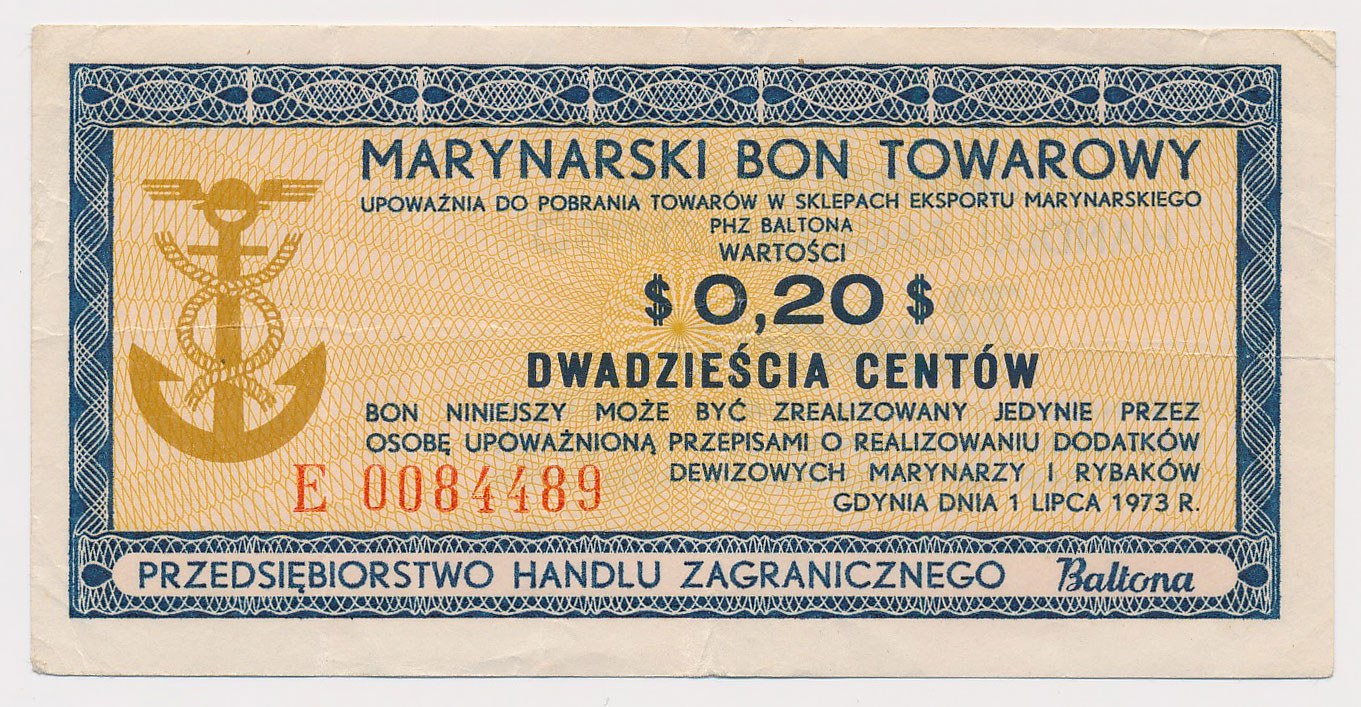 MARYNARSKI BON TOWAROWY
UPOWAŻNIA DO POBRANIA TOWARÓW W SKLEPACH EKSPORTU MARYNARSKIEGO
PHZ BALTONA
WARTOŚCI
$ 0,20 $
DWADZIEŚCIA CENTÓW
BON NINIEJSZY MOŻE BYĆ ZREALIZOWANY JEDYNIE PRZEZ
OSOBĘ UPOWAŻNIONĄ PRZEPISAMI O REALIZOWANIU DODATKÓW
DEWIZOWYCH MARYNARZY I RYBAKÓW
E 0084489
GDYNIA DNIA 1 LIPCA 1973 R.
PRZEDSIĘBIORSTWO HANDLU ZAGRANICZNEGO Baltona